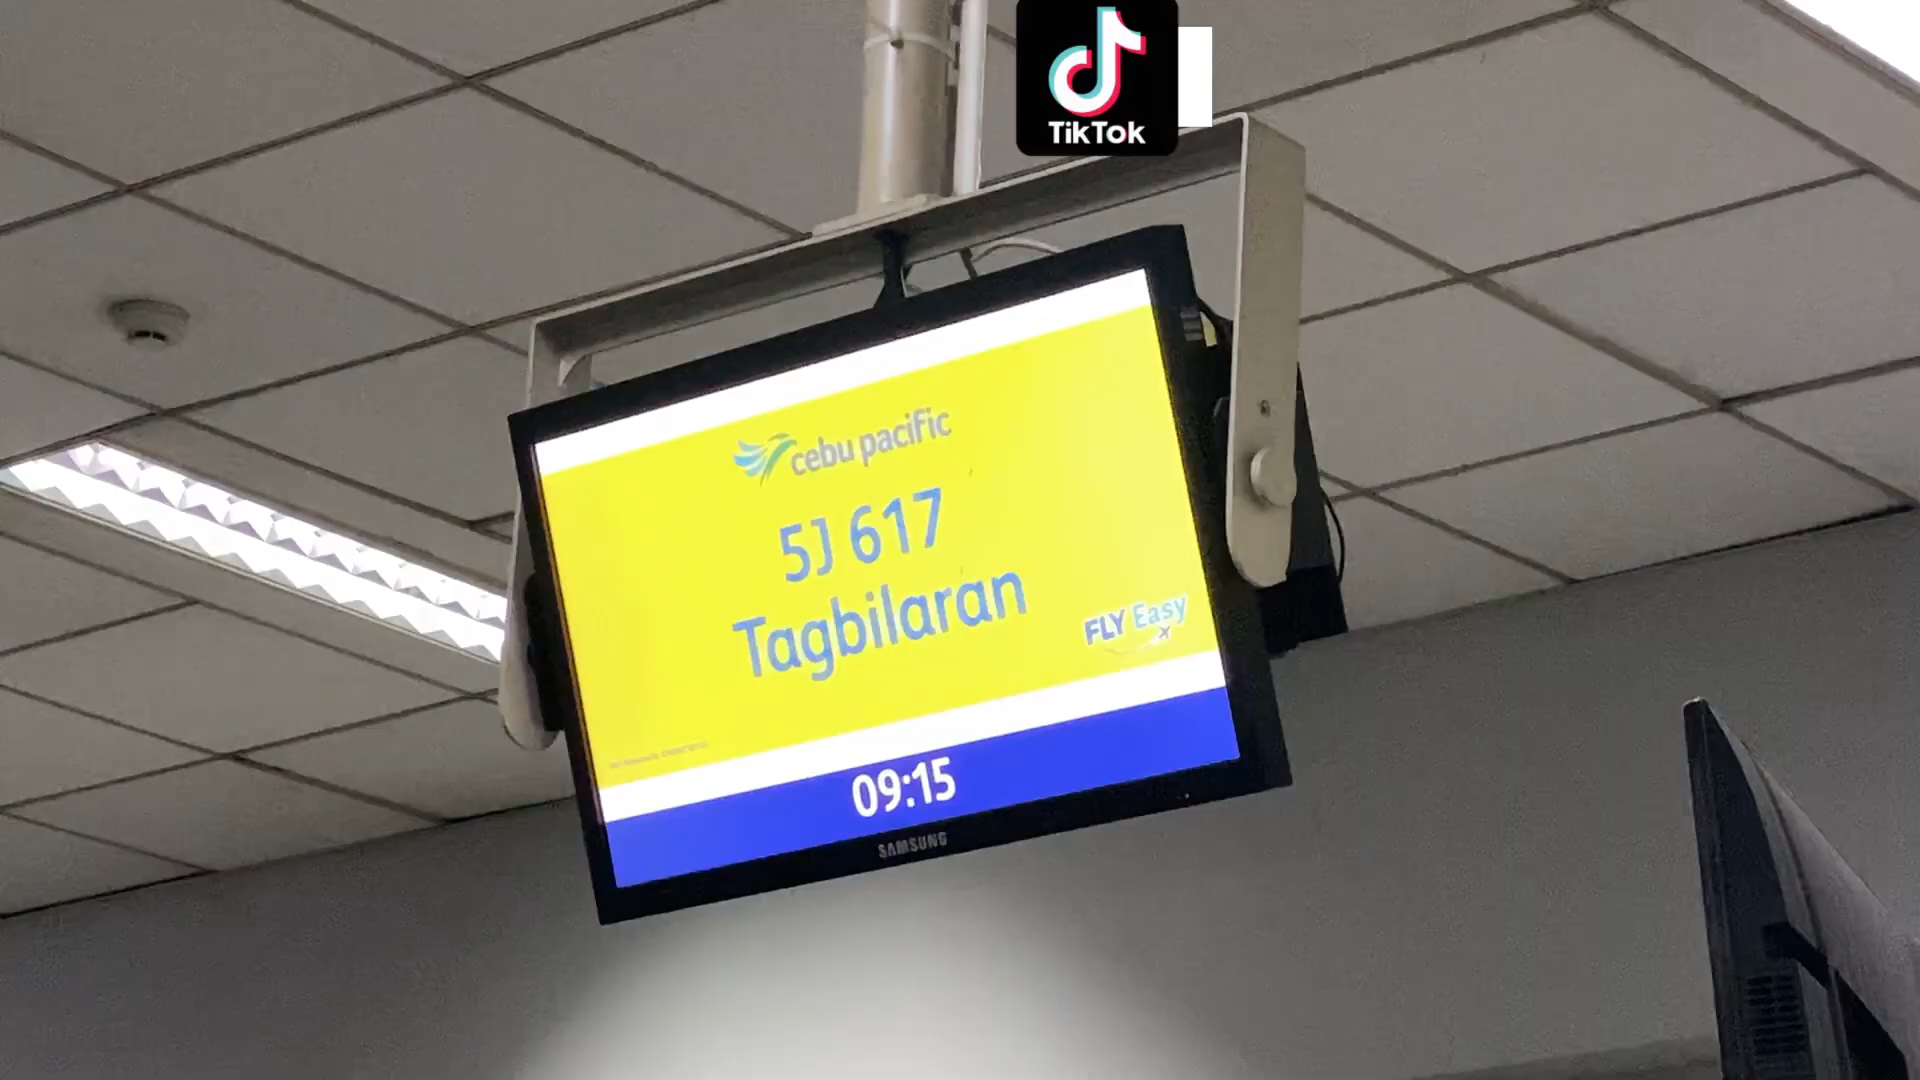 TikTok
cebu pacific
5J 617
Tagbilaran
FLY Easy
09:15
SAMSUNG